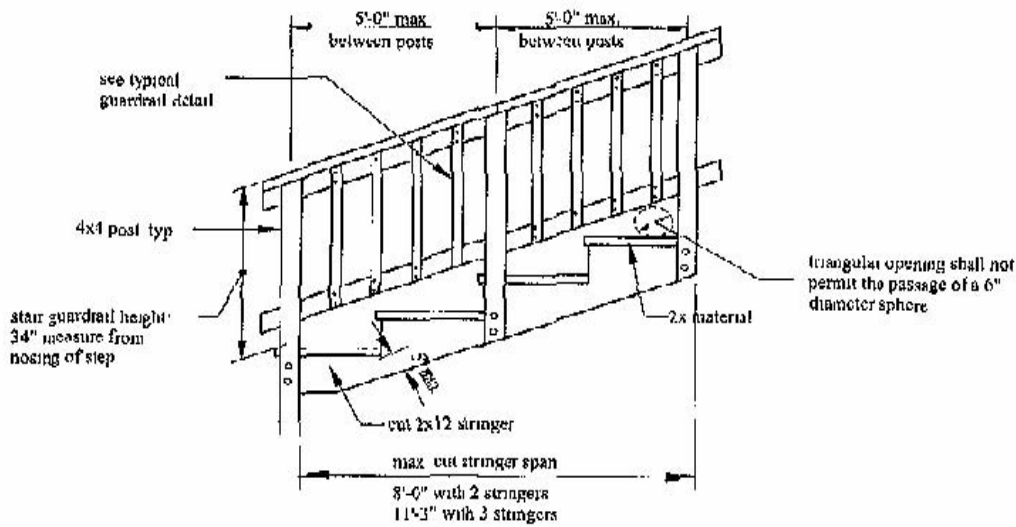 5'-0" max
between posts
5'-0" max.
between posts
see typical
guardrail detail
4x4 post typ
stair guardrail height:
34" measure from
nosing of step
triangular opening shall not
permit the passage of a 6"
diameter sphere
2x material
cut 2x12 stringer
max cut stringer span
8'-0" with 2 stringers
11'-3" with 3 stringers